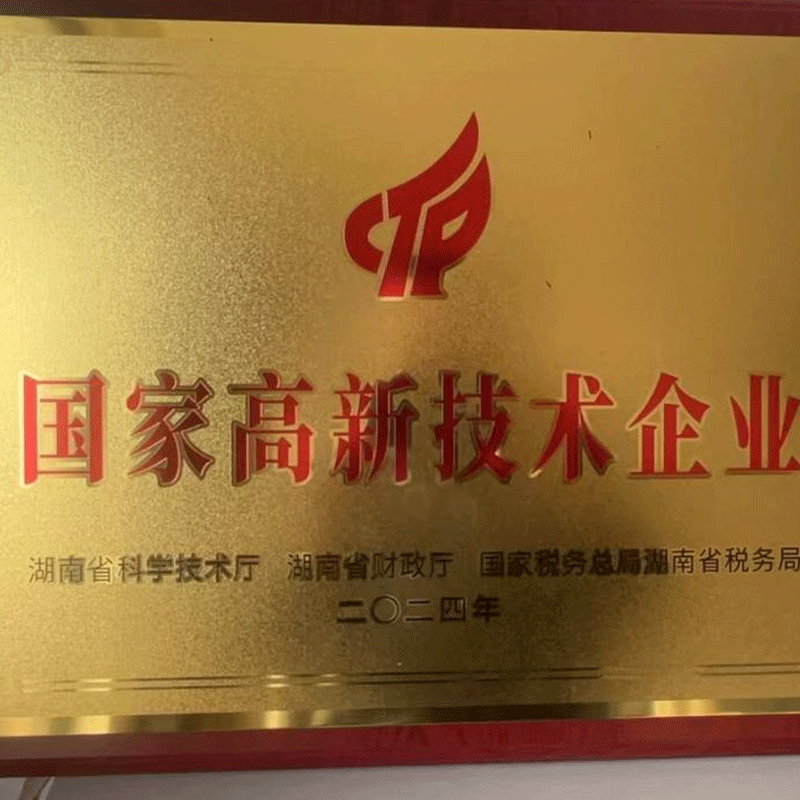 CTP
国家高新技术企业
湖南省科学技术厅 湖南省财政厅 国家税务总局湖南省税务局
二〇二四年